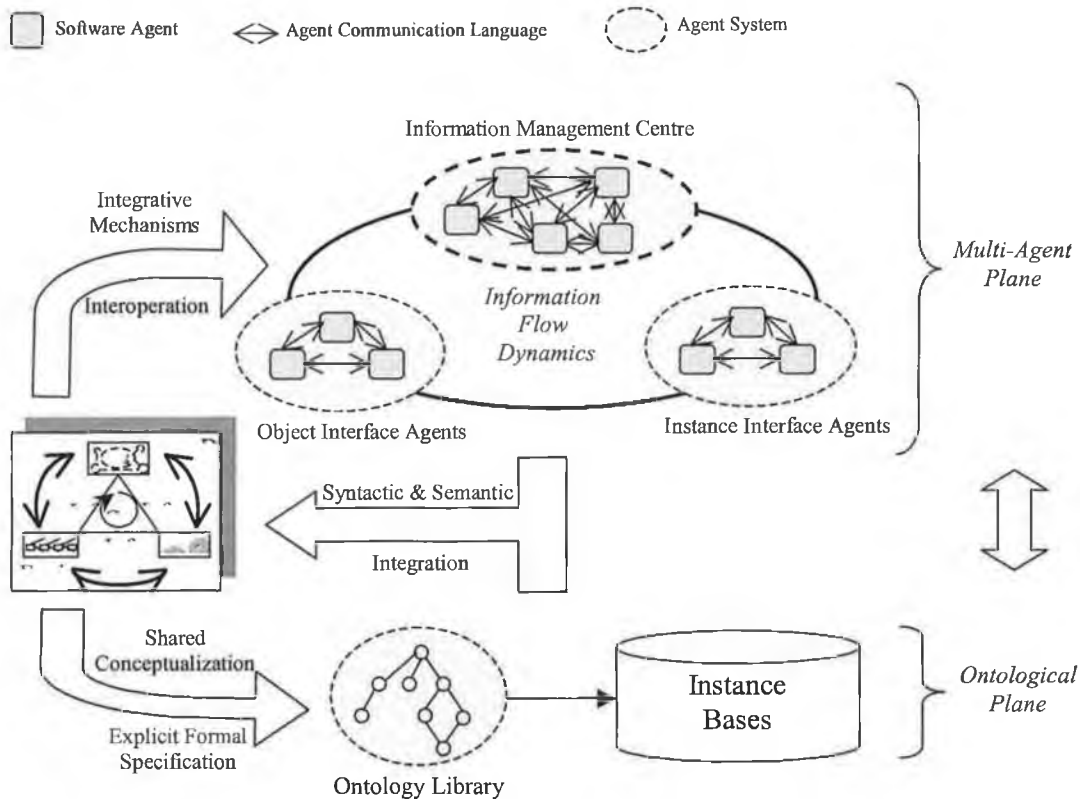 Software Agent
Agent Communication Language
Agent System
Information Management Centre
Integrative
Mechanisms
Interoperation
Information
Flow
Dynamics
Multi-Agent
Plane
Object Interface Agents
Instance Interface Agents
Syntactic & Semantic
Integration
Shared
Conceptualization
Explicit Formal
Specification
Instance
Bases
Ontological
Plane
Ontology Library